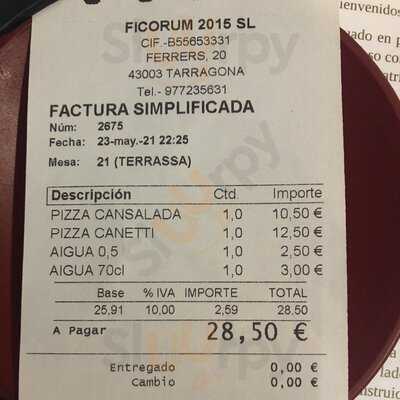 FICORUM 2015 SL
CIF.-B55653331
FERRERS, 20
43003 TARRAGONA
Tel.- 977235631
FACTURA SIMPLIFICADA
Núm: 2675
Fecha: 23-may.-21 22:25
Mesa: 21 (TERRASSA)
Descripción Ctd. Importe
PIZZA CANSALADA 1,0 10,50 €
PIZZA CANETTI 1,0 12,50 €
AIGUA 0,5 1,0 2,50 €
AIGUA 70cl 1,0 3,00 €
Base % IVA IMPORTE TOTAL
25,91 10,00 2,59 28.50
A Pagar 28,50 €
Entregado 0,00 €
Cambio 0,00 €
Sluurpy